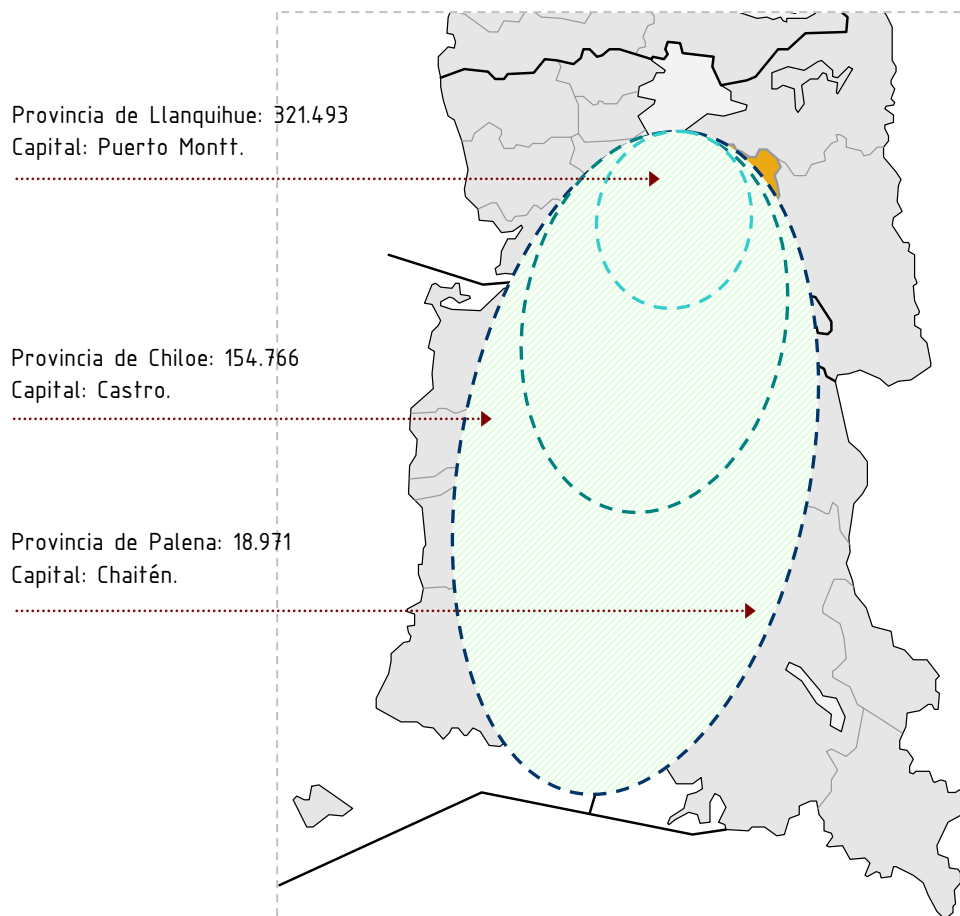 Provincia de Llanquihue: 321.493
Capital: Puerto Montt.
Provincia de Chiloe: 154.766
Capital: Castro.
Provincia de Palena: 18.971
Capital: Chaitén.